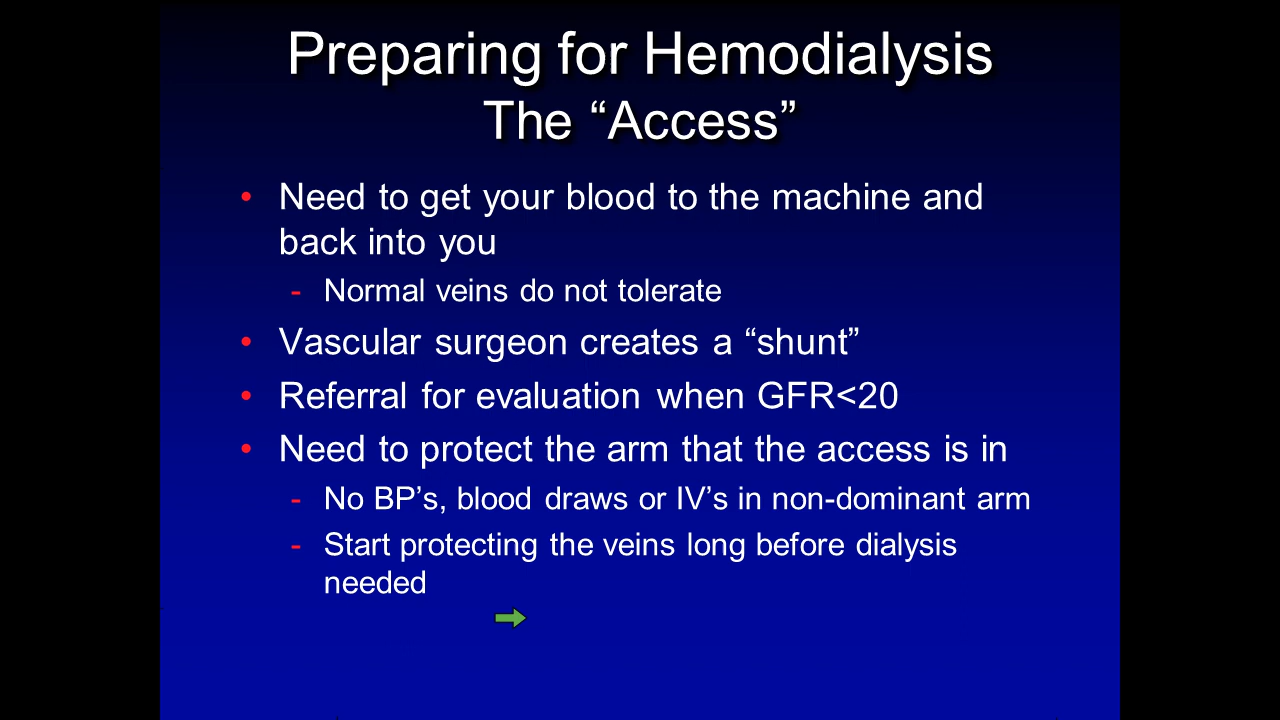 Preparing for Hemodialysis
The “Access”
• Need to get your blood to the machine and
back into you
- Normal veins do not tolerate
• Vascular surgeon creates a “shunt”
• Referral for evaluation when GFR<20
• Need to protect the arm that the access is in
- No BP’s, blood draws or IV’s in non-dominant arm
- Start protecting the veins long before dialysis
needed